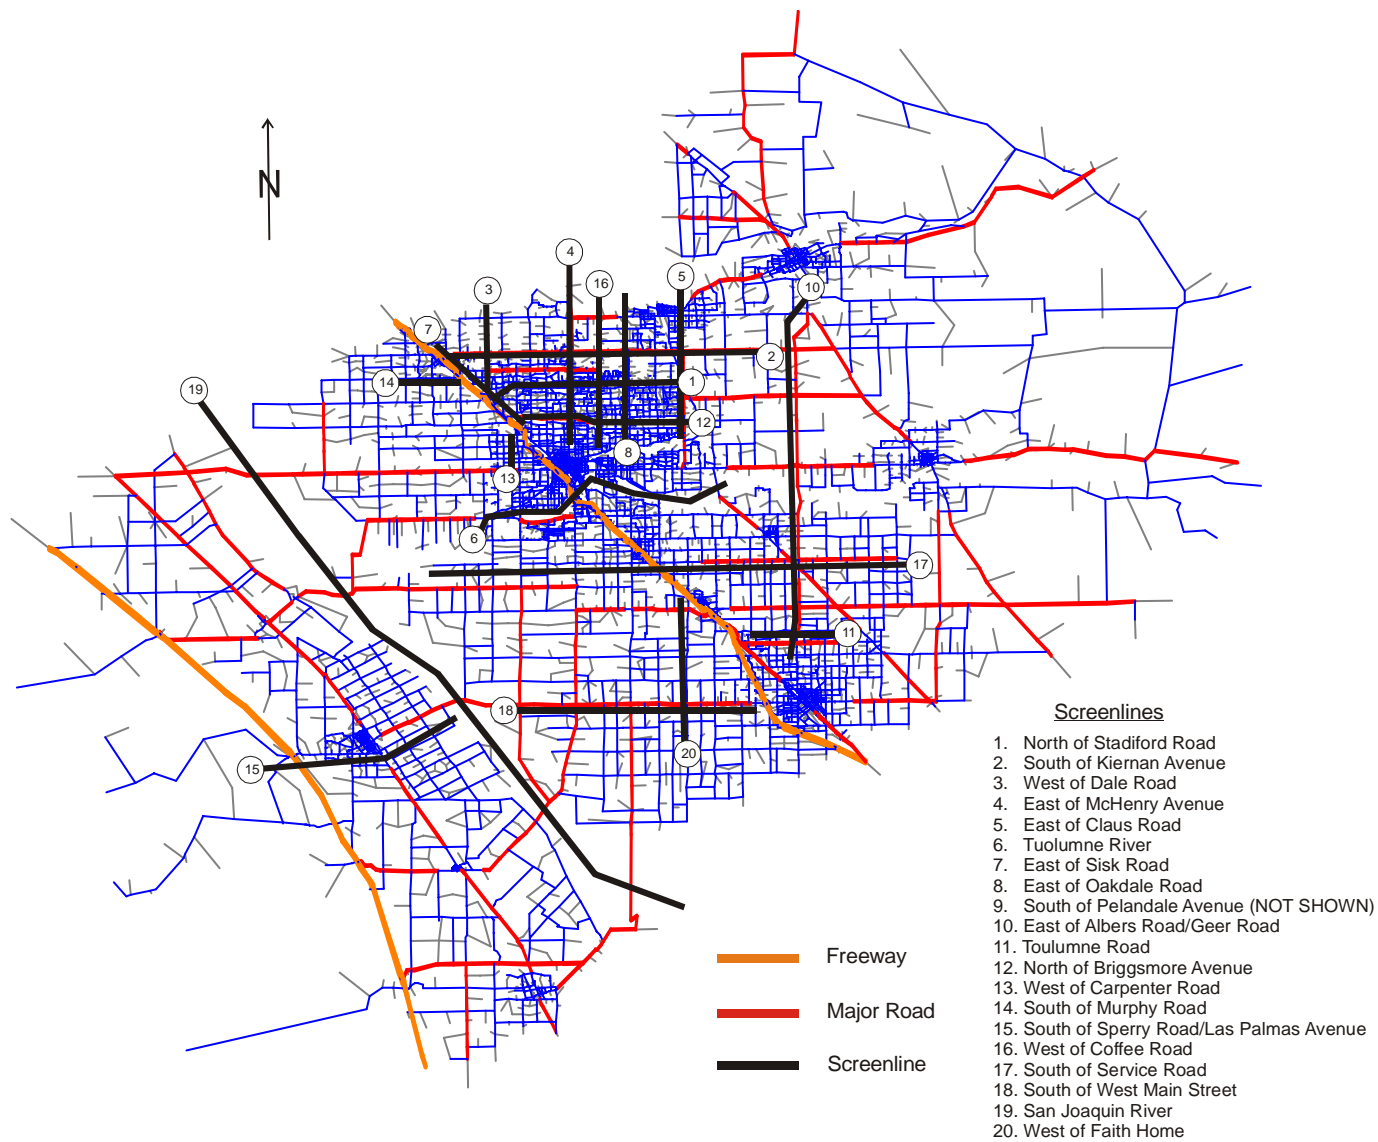 N
4
5
16
10
3
7
2
14
1
19
12
8
13
6
17
11
18
20
15
Screenlines
1. North of Stadiford Road
2. South of Kiernan Avenue
3. West of Dale Road
4. East of McHenry Avenue
5. East of Claus Road
6. Tuolumne River
7. East of Sisk Road
8. East of Oakdale Road
9. South of Pelandale Avenue (NOT SHOWN)
10. East of Albers Road/Geer Road
11. Toulumne Road
12. North of Briggsmore Avenue
13. West of Carpenter Road
14. South of Murphy Road
15. South of Sperry Road/Las Palmas Avenue
16. West of Coffee Road
17. South of Service Road
18. South of West Main Street
19. San Joaquin River
20. West of Faith Home
Freeway
Major Road
Screenline